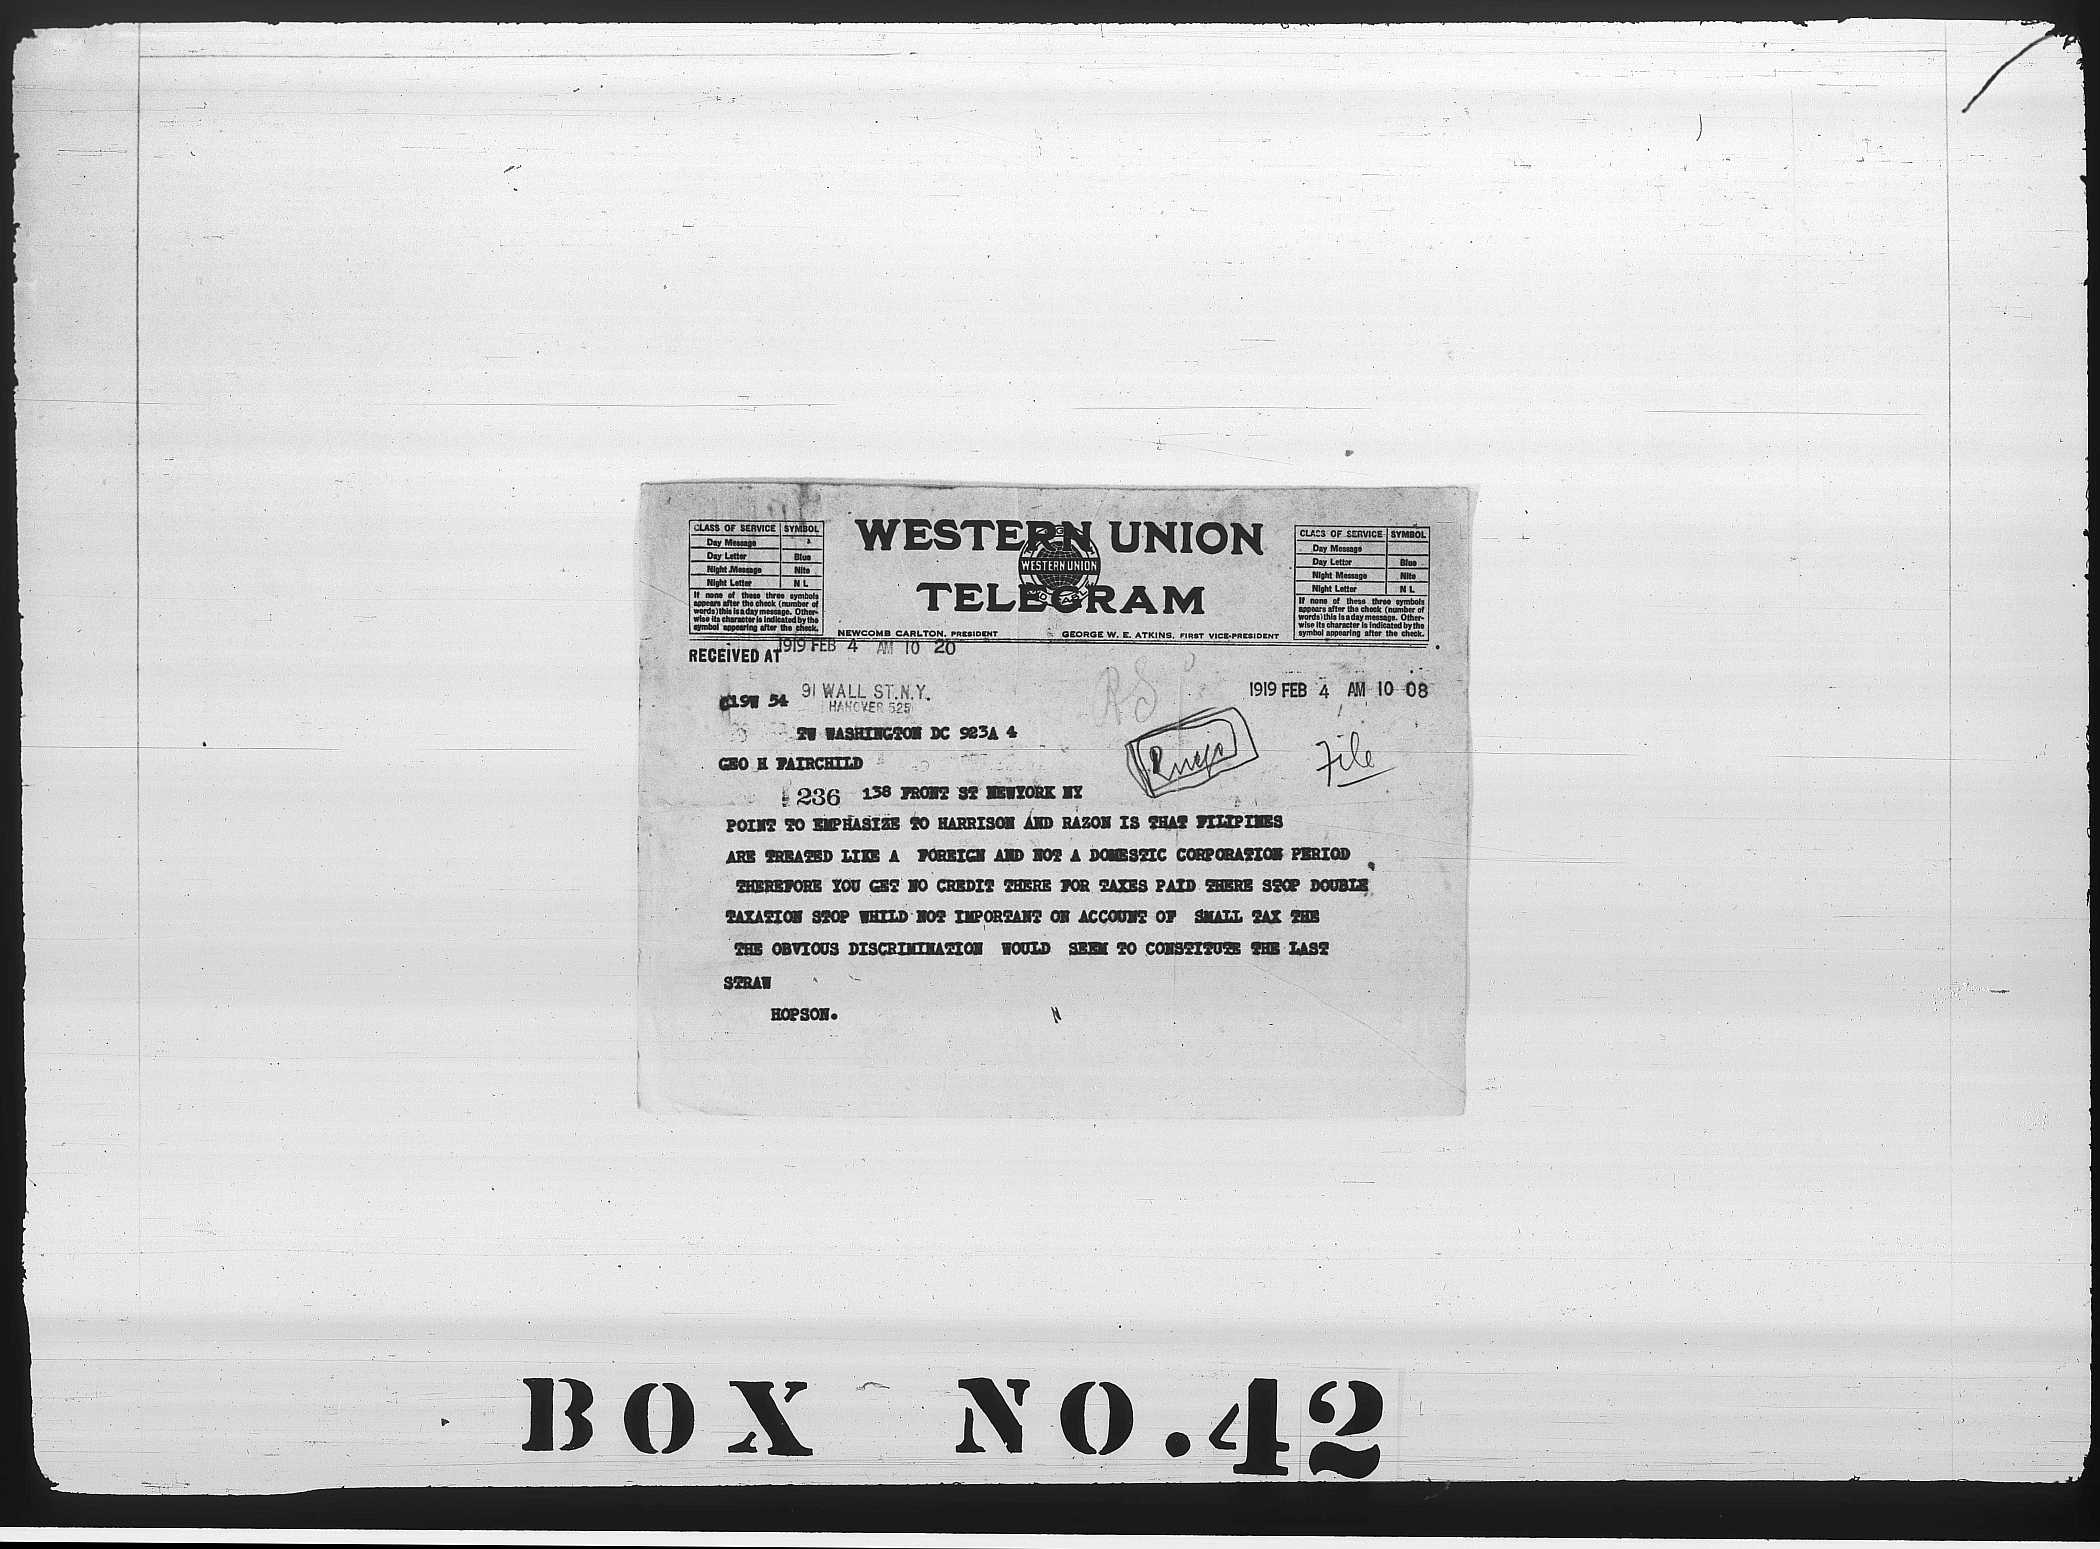 CLASS OF SERVICE SYMBOL
Day Message
Day Letter Blue
Night Message Nite
Night Letter N L
If none of these three symbols
appears after the check (number of
words) this is a day message. Other-
wise its character is indicated by the
symbol appearing after the check.
WESTERN UNION
WESTERN UNION
TELEGRAM
NEWCOMB CARLTON, PRESIDENT GEORGE W. E. ATKINS, FIRST VICE-PRESIDENT
CLASS OF SERVICE SYMBOL
Day Message
Day Letter Blue
Night Message Nite
Night Letter N L
If none of these three symbols
appears after the check (number of
words) this is a day message. Other-
wise its character is indicated by the
symbol appearing after the check.
RECEIVED AT 1919 FEB 4 AM 10 20
C19W 54 91 WALL ST. N.Y. 1919 FEB 4 AM 10 08
HANOVER 525
TW WASHINGTON DC 923A 4
File
GEO H FAIRCHILD
236 138 FRONT ST NEWYORK NY
POINT TO EMPHASIZE TO HARRISON AND RAZON IS THAT FILIPINES
ARE TREATED LIKE A FOREIGN AND NOT A DOMESTIC CORPORATION PERIOD
THEREFORE YOU GET NO CREDIT THERE FOR TAXES PAID THERE STOP DOUBLE
TAXATION STOP WHILD NOT IMPORTANT ON ACCOUNT OF SMALL TAX THE
THE OBVIOUS DISCRIMINATION WOULD SEEM TO CONSTITUTE THE LAST
STRAW
HOPSON.
BOX NO. 42